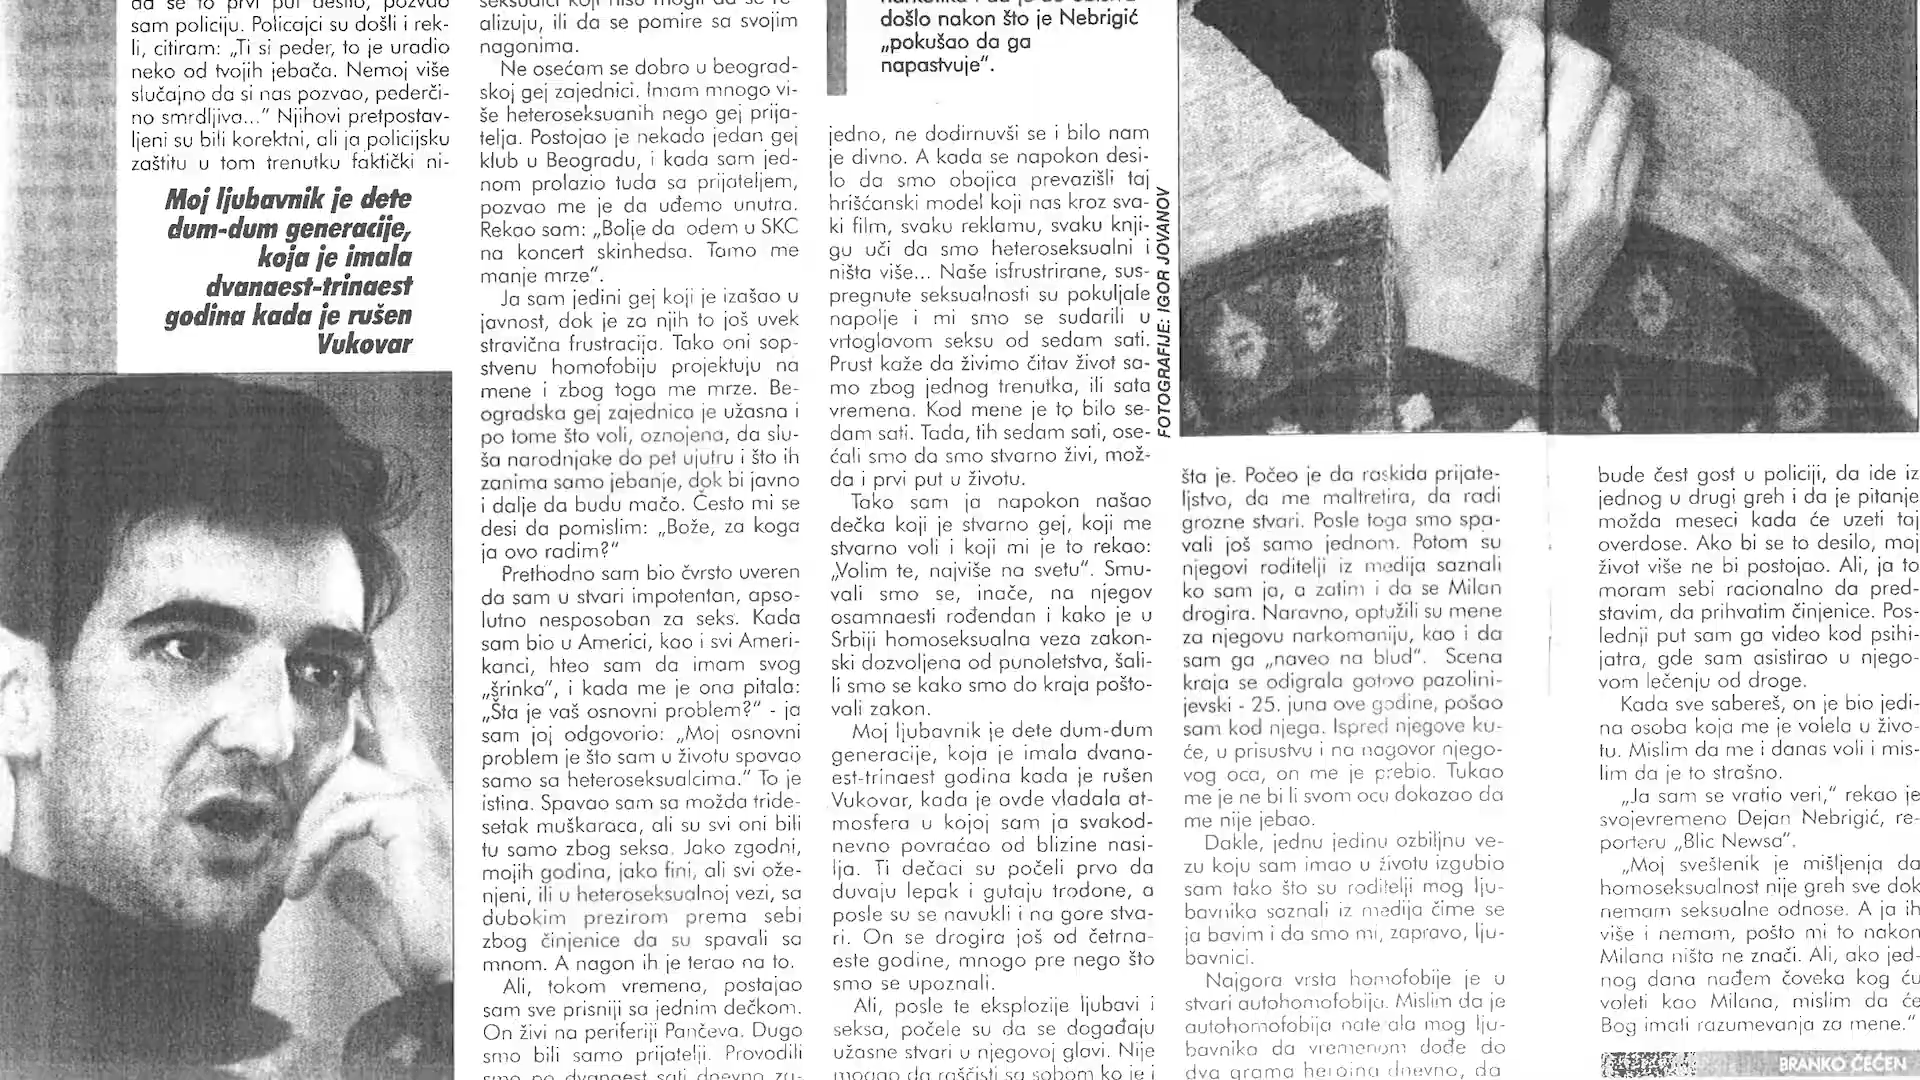 da se to prvi put desilo, pozvao
sam policiju. Policajci su došli i rek-
li, citiram: „Ti si peder, to je uradio
neko od tvojih jebača. Nemoj više
slučajno da si nas pozvao, pederči-
no smrdljiva...” Njihovi pretpostav-
ljeni su bili korektni, ali ja policijsku
zaštitu u tom trenutku faktički ni-
Moj ljubavnik je dete
dum-dum generacije,
koja je imala
dvanaest-trinaest
godina kada je rušen
Vukovar
seksualci koji nisu mogli da se re-
alizuju, ili da se pomire sa svojim
nagonima.
Ne osećam se dobro u beograd-
skoj gej zajednici. Imam mnogo vi-
še heteroseksuanih nego gej prija-
telja. Postojao je nekada jedan gej
klub u Beogradu, i kada sam jed-
nom prolazio tuda sa prijateljem,
pozvao me je da uđemo unutra.
Rekao sam: „Bolje da odem u SKC
na koncert skinhedsa. Tamo me
manje mrze”.
Ja sam jedini gej koji je izašao u
javnost, dok je za njih to još uvek
stravična frustracija. Tako oni sop-
stvenu homofobiju projektuju na
mene i zbog toga me mrze. Be-
ogradska gej zajednica je užasna i
po tome što voli, oznojena, da slu-
ša narodnjake do pet ujutru i što ih
zanima samo jebanje, dok bi javno
i dalje da budu mačo. Često mi se
desi da pomislim: „Bože, za koga
ja ovo radim?”
Prethodno sam bio čvrsto uveren
da sam u stvari impotentan, apso-
lutno nesposoban za seks. Kada
sam bio u Americi, kao i svi Ameri-
kanci, hteo sam da imam svog
„šrinka”, i kada me je ona pitala:
„Šta je vaš osnovni problem?” - ja
sam joj odgovorio: „Moj osnovni
problem je što sam u životu spavao
samo sa heteroseksualcima.” To je
istina. Spavao sam sa možda tride-
setak muškaraca, ali su svi oni bili
tu samo zbog seksa. Jako zgodni,
mojih godina, jako fini, ali svi ože-
njeni, ili u heteroseksualnoj vezi, sa
dubokim prezirom prema sebi
zbog činjenice da su spavali sa
mnom. A nagon ih je terao na to.
Ali, tokom vremena, postajao
sam sve prisniji sa jednim dečkom.
On živi na periferiji Pančeva. Dugo
smo bili samo prijatelji. Provodili
smo po dvanaest sati dnevno za-
došlo nakon što je Nebrigić
„pokušao da ga
napastvuje”.
jedno, ne dodirnuvši se i bilo nam
je divno. A kada se napokon desi-
lo da smo obojica prevazišli taj
hrišćanski model koji nas kroz sva-
ki film, svaku reklamu, svaku knji-
gu uči da smo heteroseksualni i
ništa više... Naše isfrustrirane, sus-
pregnute seksualnosti su pokuljale
napolje i mi smo se sudarili u
vrtoglavom seksu od sedam sati.
Prust kaže da živimo čitav život sa-
mo zbog jednog trenutka, ili sata
vremena. Kod mene je to bilo se-
dam sati. Tada, tih sedam sati, ose-
ćali smo da smo stvarno živi, mož-
da i prvi put u životu.
Tako sam ja napokon našao
dečka koji je stvarno gej, koji me
stvarno voli i koji mi je to rekao:
„Volim te, najviše na svetu”. Smu-
vali smo se, inače, na njegov
osamnaesti rođendan i kako je u
Srbiji homoseksualna veza zakon-
ski dozvoljena od punoletstva, šali-
li smo se kako smo do kraja pošto-
vali zakon.
Moj ljubavnik je dete dum-dum
generacije, koja je imala dvana-
est-trinaest godina kada je rušen
Vukovar, kada je ovde vladala at-
mosfera u kojoj sam ja svakod-
nevno povraćao od blizine nasi-
lja. Ti dečaci su počeli prvo da
duvaju lepak i gutaju trodone, a
posle su se navukli i na gore stva-
ri. On se drogira još od četrna-
este godine, mnogo pre nego što
smo se upoznali.
Ali, posle te eksplozije ljubavi i
seksa, počele su da se događaju
užasne stvari u njegovoj glavi. Nije
mogao da raščisti sa sobom ko je i
FOTOGRAFIJE: IGOR JOVANOV
šta je. Počeo je da raskida prijate-
ljstvo, da me maltretira, da radi
grozne stvari. Posle toga smo spa-
vali još samo jednom. Potom su
njegovi roditelji iz medija saznali
ko sam ja, a zatim i da se Milan
drogira. Naravno, optužili su mene
za njegovu narkomaniju, kao i da
sam ga „naveo na blud”. Scena
kraja se odigrala gotovo pazolini-
jevski - 25. juna ove godine, pošao
sam kod njega. Ispred njegove ku-
će, u prisustvu i na nagovor njego-
vog oca, on me je prebio. Tukao
me je ne bi li svom ocu dokazao da
me nije jebao.
Dakle, jednu jedinu ozbiljnu ve-
zu koju sam imao u životu izgubio
sam tako što su roditelji mog lju-
bavnika saznali iz medija čime se
ja bavim i da smo mi, zapravo, lju-
bavnici.
Najgora vrsta homofobije je u
stvari autohomofobija. Mislim da je
autohomofobija nate ala mog lju-
bavnika da vremenom dođe do
dva grama heroina dnevno, da
bude čest gost u policiji, da ide iz
jednog u drugi greh i da je pitanje
možda meseci kada će uzeti taj
overdose. Ako bi se to desilo, moj
život više ne bi postojao. Ali, ja to
moram sebi racionalno da pred-
stavim, da prihvatim činjenice. Pos-
lednji put sam ga video kod psihi-
jatra, gde sam asistirao u njego-
vom lečenju od droge.
Kada sve sabereš, on je bio jedi-
na osoba koja me je volela u živo-
tu. Mislim da me i danas voli i mis-
lim da je to strašno.
„Ja sam se vratio veri,” rekao je
svojevremeno Dejan Nebrigić, re-
porteru „Blic Newsa”.
„Moj sveštenik je mišljenja da
homoseksualnost nije greh sve dok
nemam seksualne odnose. A ja ih
više i nemam, pošto mi to nakon
Milana ništa ne znači. Ali, ako jed-
nog dana nađem čoveka kog ću
voleti kao Milana, mislim da će
Bog imati razumevanja za mene.”
BRANKO ČEČEN